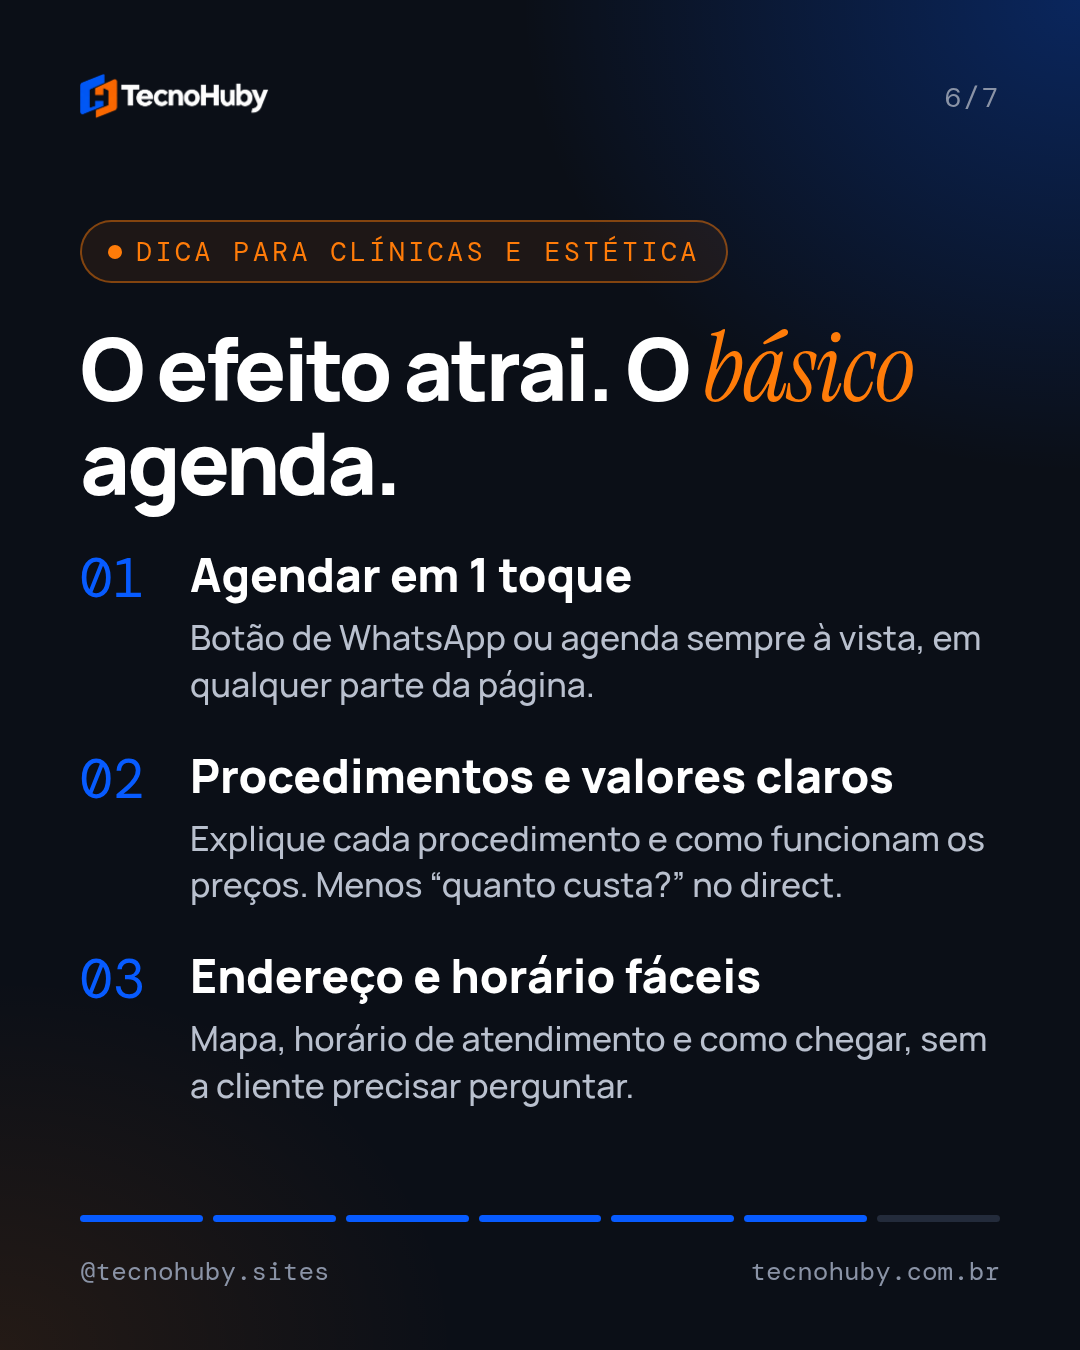 TecnoHuby
6/7
DICA PARA CLÍNICAS E ESTÉTICA
O efeito atrai. O básico
agenda.
01
Agendar em 1 toque
Botão de WhatsApp ou agenda sempre à vista, em
qualquer parte da página.
02
Procedimentos e valores claros
Explique cada procedimento e como funcionam os
preços. Menos “quanto custa?” no direct.
03
Endereço e horário fáceis
Mapa, horário de atendimento e como chegar, sem
a cliente precisar perguntar.
@tecnohuby.sites
tecnohuby.com.br